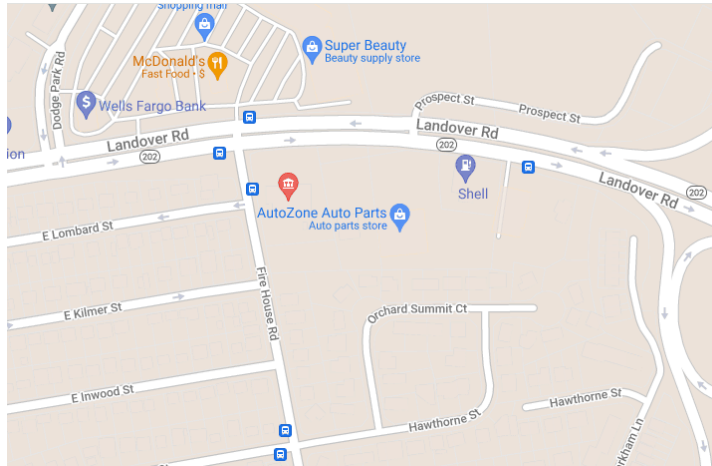 Shopping mall
Super Beauty
Beauty supply store
McDonald's
Fast Food • $
Dodge Park Rd
$
Wells Fargo Bank
Prospect St
Prospect St
Landover Rd
Landover Rd
202
202
Shell
Landover Rd
202
AutoZone Auto Parts
Auto parts store
E Lombard St
Fire House Rd
E Kilmer St
Orchard Summit Ct
E Inwood St
Hawthorne St
Hawthorne St